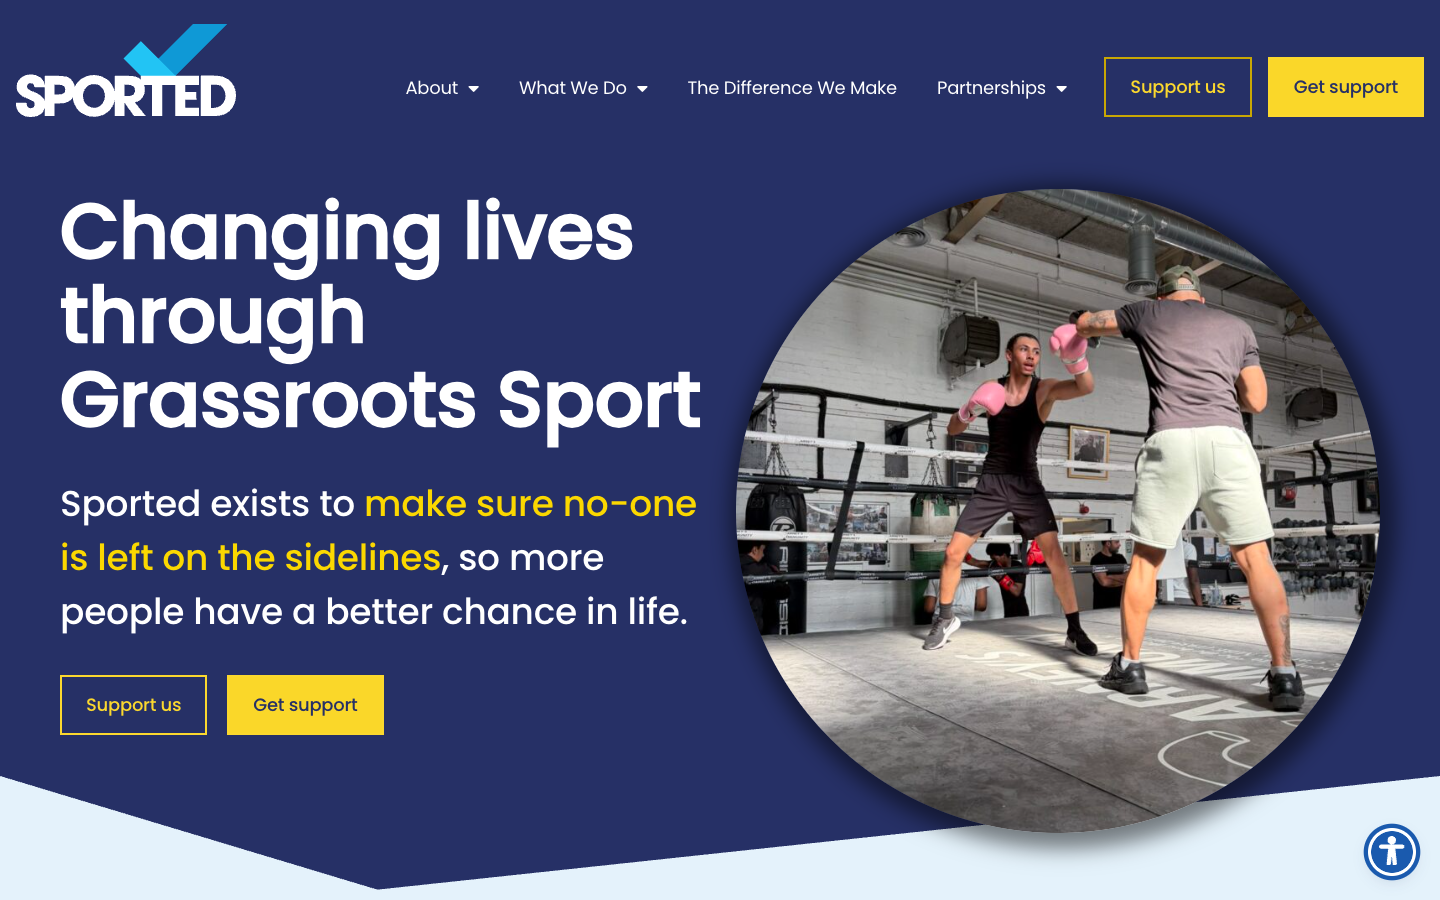 SPORTED
About
What We Do
The Difference We Make
Partnerships
Support us
Get support
Changing lives
through
Grassroots Sport
Sported exists to make sure no-one
is left on the sidelines, so more
people have a better chance in life.
Support us
Get support